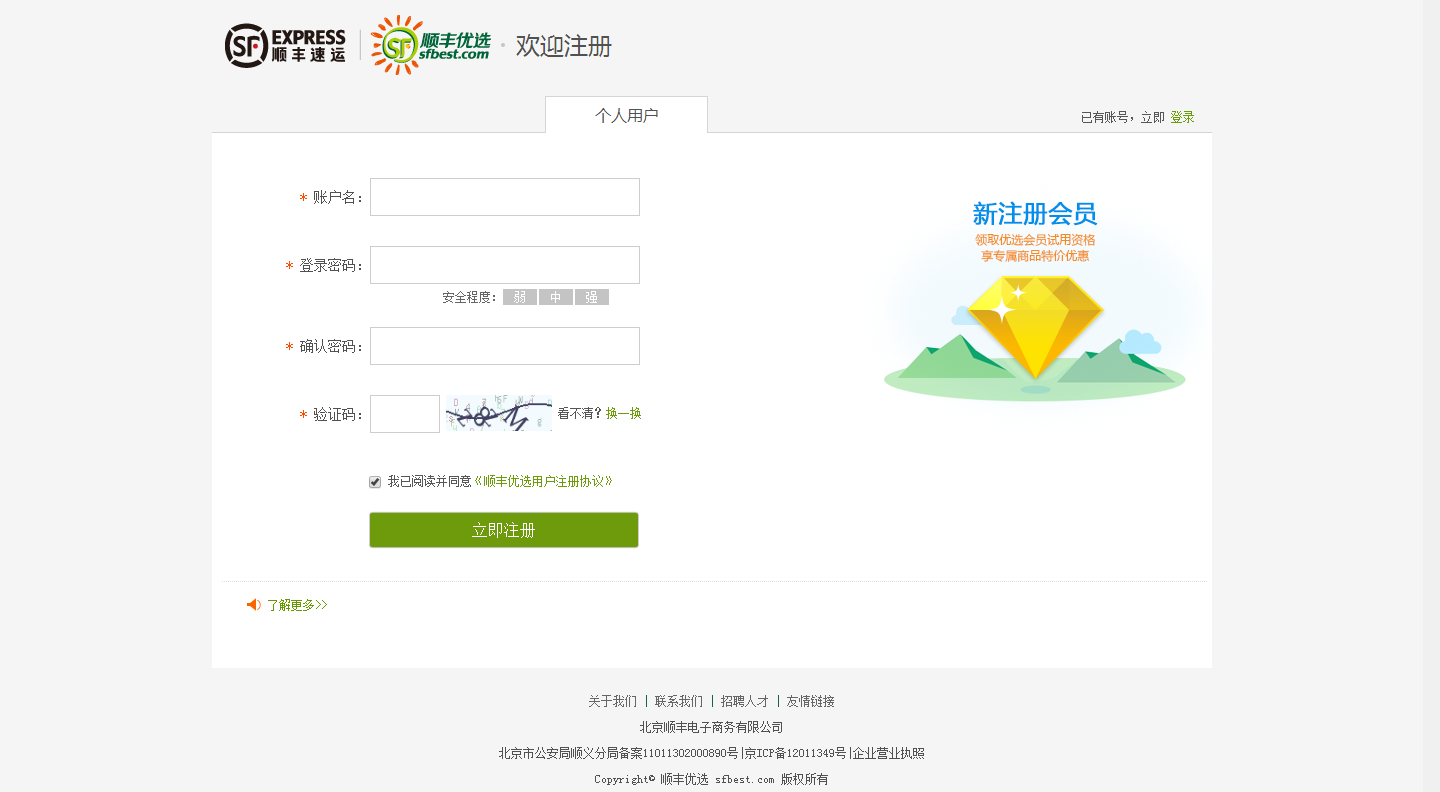 SF EXPRESS 顺丰速运 | SF 顺丰优选 sfbest.com · 欢迎注册
个人用户
已有账号，立即 登录
* 账户名：
新注册会员
领取优选会员试用资格
享专属商品特价优惠
* 登录密码：
安全程度： 弱 中 强
* 确认密码：
* 验证码： 看不清？换一换
我已阅读并同意《顺丰优选用户注册协议》
立即注册
了解更多>>
关于我们 | 联系我们 | 招聘人才 | 友情链接
北京顺丰电子商务有限公司
北京市公安局顺义分局备案11011302000890号|京ICP备12011349号|企业营业执照
Copyright© 顺丰优选 sfbest.com 版权所有